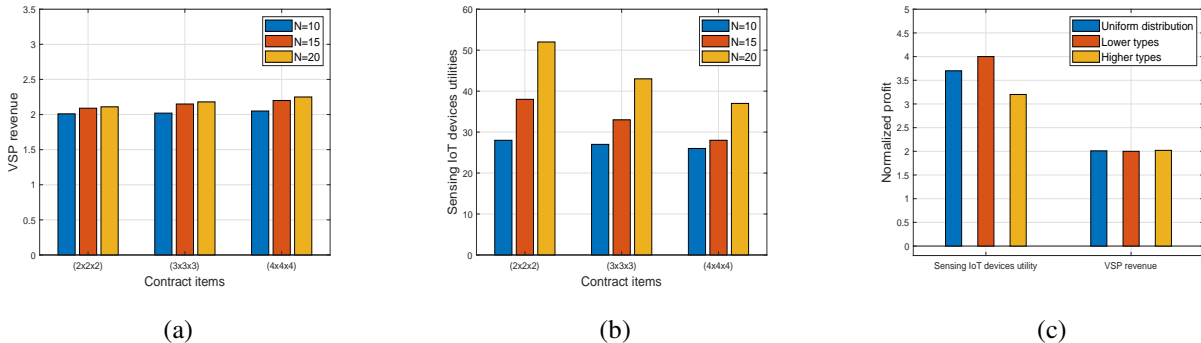 3.5
3
2.5
2
1.5
1
0.5
0
VSP revenue
N=10
N=15
N=20
(2x2x2)
(3x3x3)
(4x4x4)
Contract items
(a)
60
50
40
30
20
10
0
Sensing IoT devices utilities
N=10
N=15
N=20
(2x2x2)
(3x3x3)
(4x4x4)
Contract items
(b)
5
4.5
4
3.5
3
2.5
2
1.5
1
0.5
0
Normalized profit
Uniform distribution
Lower types
Higher types
Sensing IoT devices utility
VSP revenue
(c)